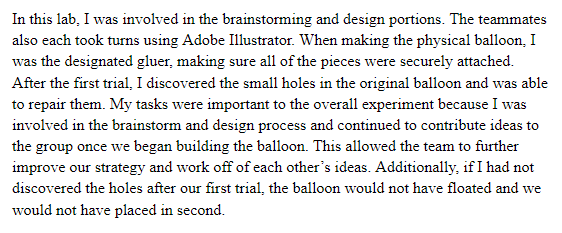 In this lab, I was involved in the brainstorming and design portions. The teammates
also each took turns using Adobe Illustrator. When making the physical balloon, I
was the designated gluer, making sure all of the pieces were securely attached.
After the first trial, I discovered the small holes in the original balloon and was able
to repair them. My tasks were important to the overall experiment because I was
involved in the brainstorm and design process and continued to contribute ideas to
the group once we began building the balloon. This allowed the team to further
improve our strategy and work off of each other’s ideas. Additionally, if I had not
discovered the holes after our first trial, the balloon would not have floated and we
would not have placed in second.